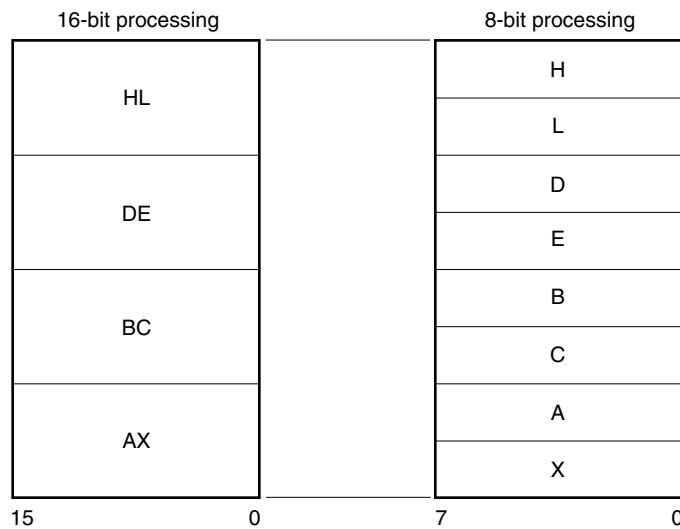 16-bit processing
8-bit processing
HL
DE
BC
AX
H
L
D
E
B
C
A
X
15 0
7 0